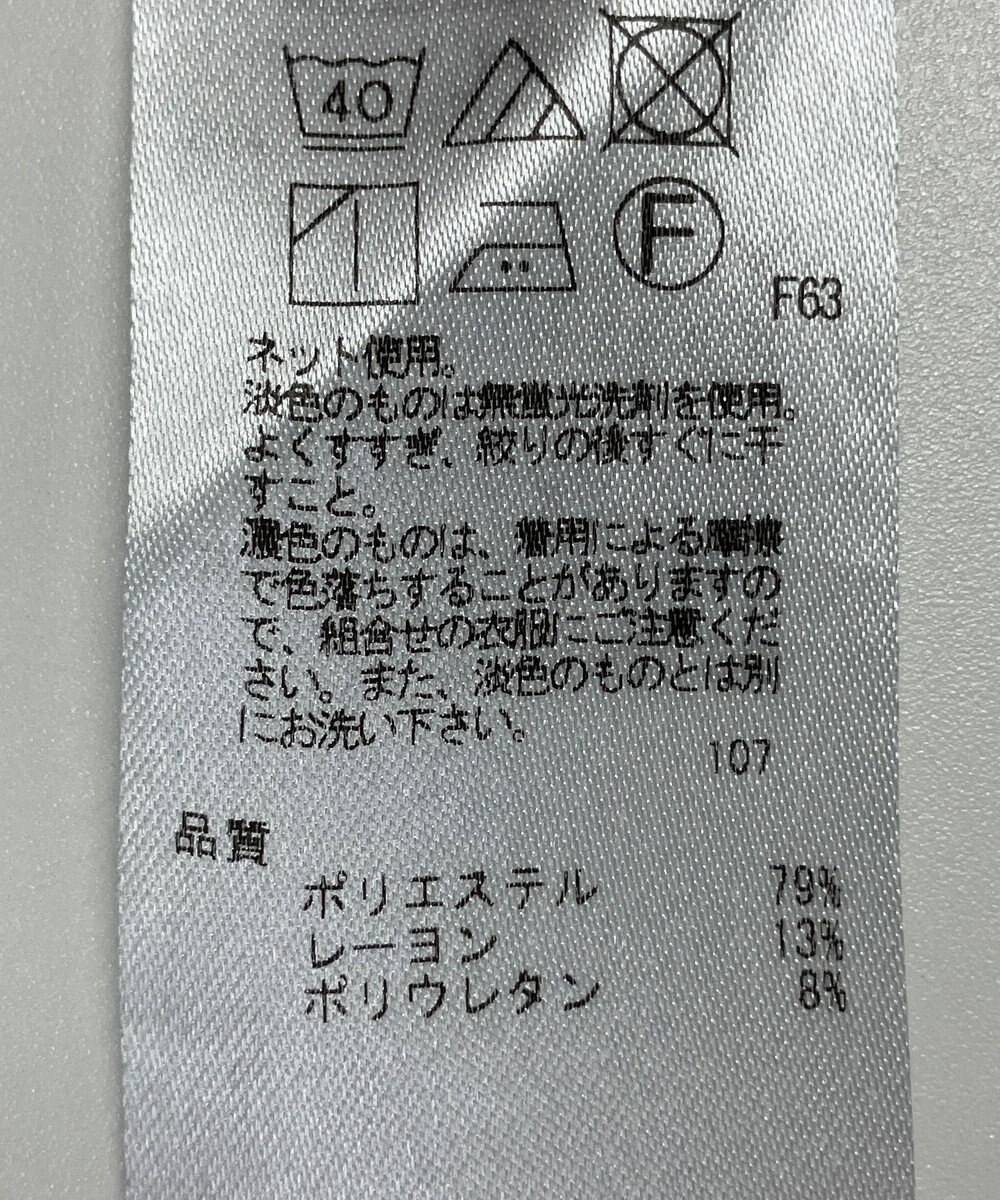 40
F
F63
ネット使用。
淡色のものは無蛍光洗剤を使用。
よくすすぎ、絞りの後すぐに干
すこと。
濃色のものは、着用による摩擦
で色落ちすることがありますの
で、組合せの衣服にご注意くだ
さい。また、淡色のものとは別
にお洗い下さい。
107
品質
ポリエステル 79%
レーヨン 13%
ポリウレタン 8%